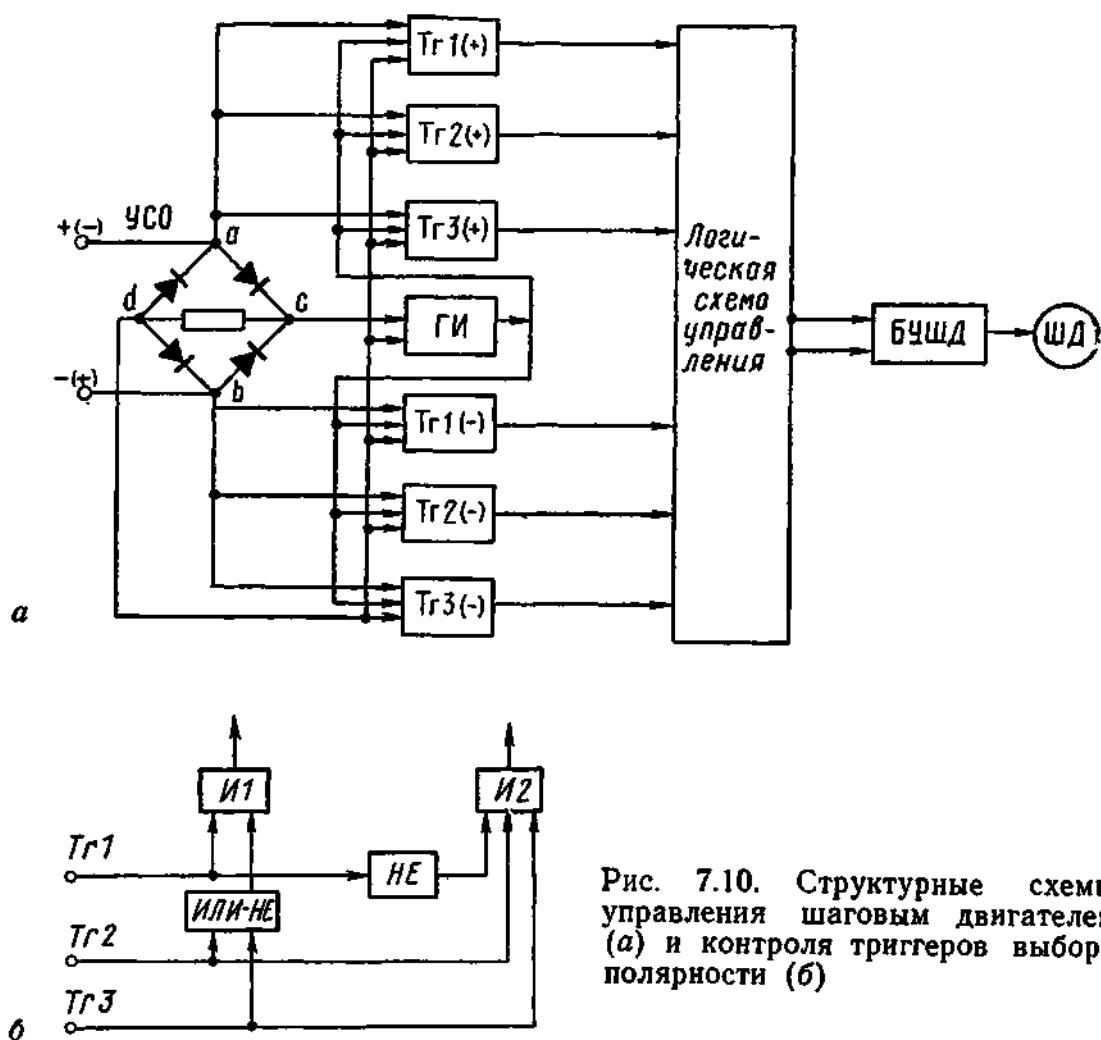 Тг1(+)
Тг2(+)
Тг3(+)
УСО
+(-)
a
d
c
ГИ
-(+)
b
Тг1(-)
Тг2(-)
Тг3(-)
Логи-
ческая
схема
управ-
ления
БУШД
ШД
а
И1
И2
Тг1
НЕ
ИЛИ-НЕ
Тг2
Тг3
б
Рис. 7.10. Структурные схемы
управления шаговым двигателем
(а) и контроля триггеров выбор
полярности (б)